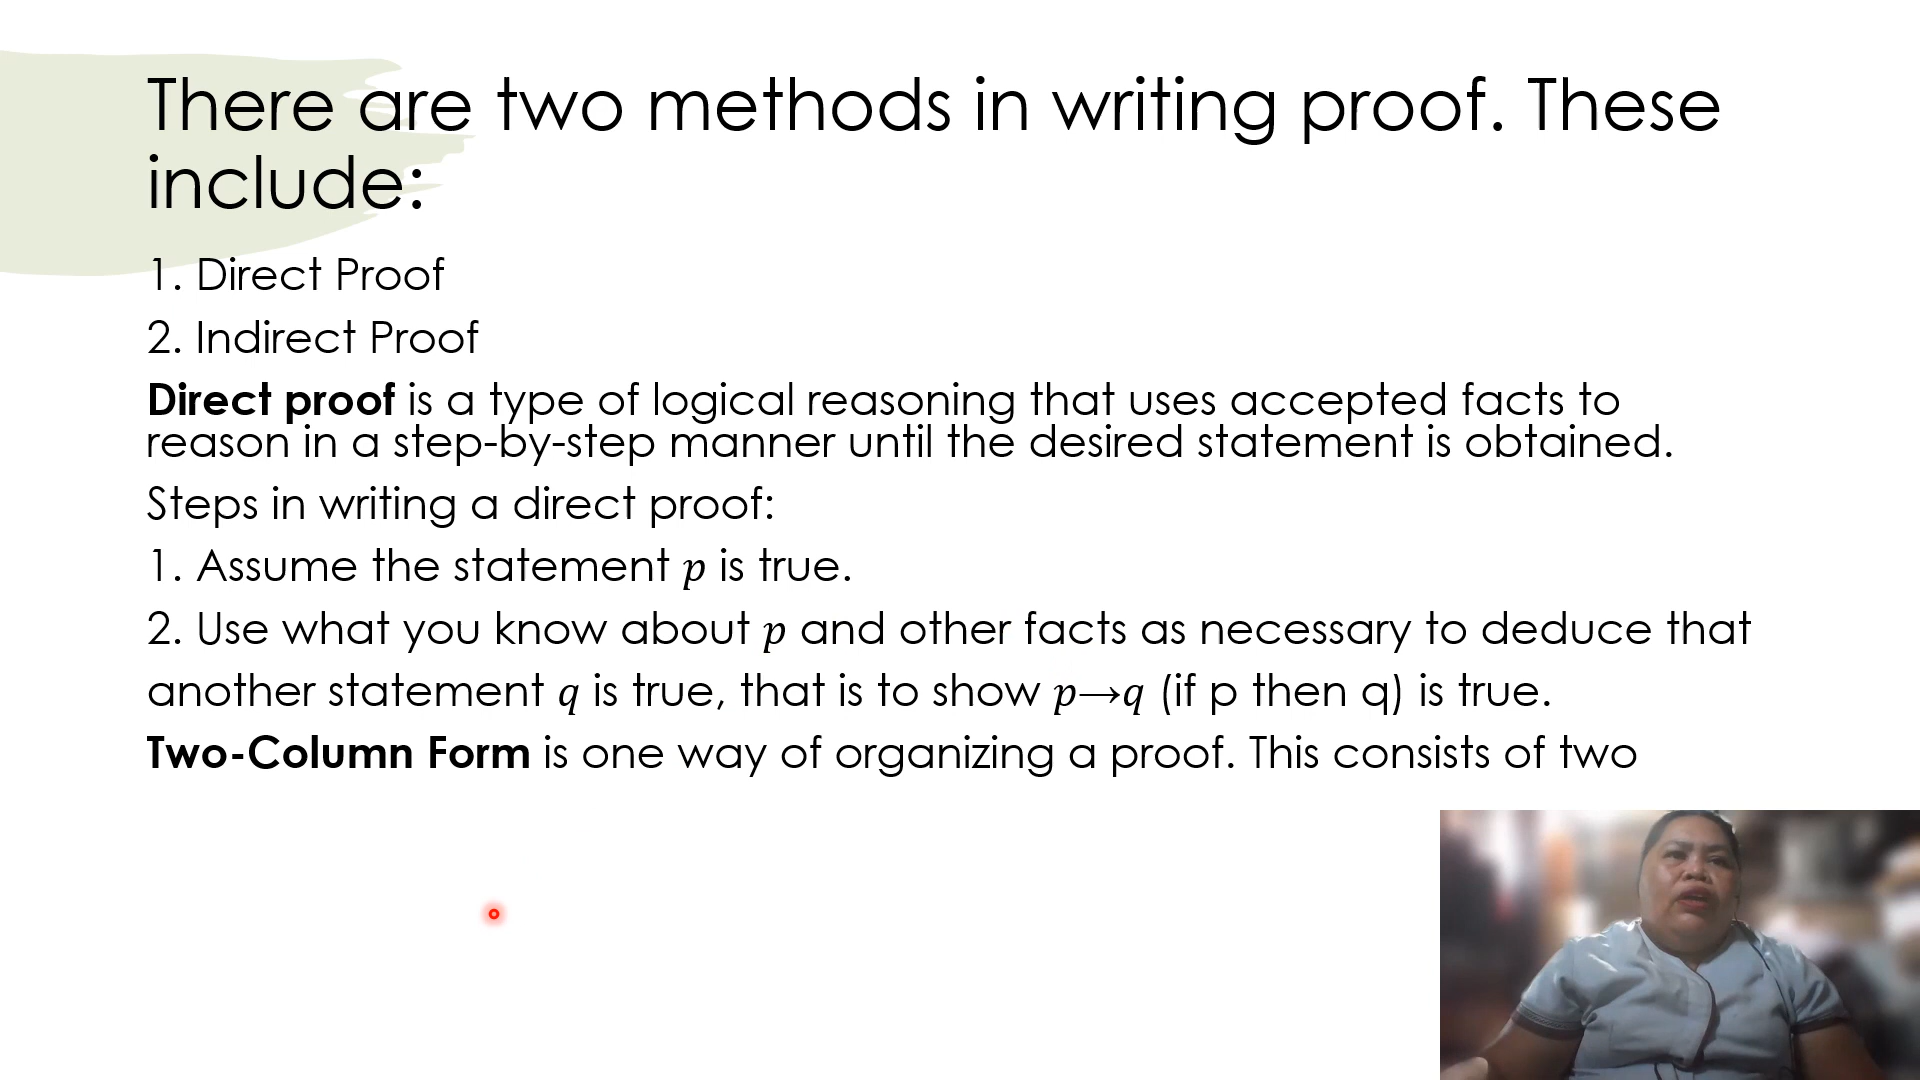 There are two methods in writing proof. These
include:
1. Direct Proof
2. Indirect Proof
Direct proof is a type of logical reasoning that uses accepted facts to
reason in a step-by-step manner until the desired statement is obtained.
Steps in writing a direct proof:
1. Assume the statement p is true.
2. Use what you know about p and other facts as necessary to deduce that
another statement q is true, that is to show p→q (if p then q) is true.
Two-Column Form is one way of organizing a proof. This consists of two